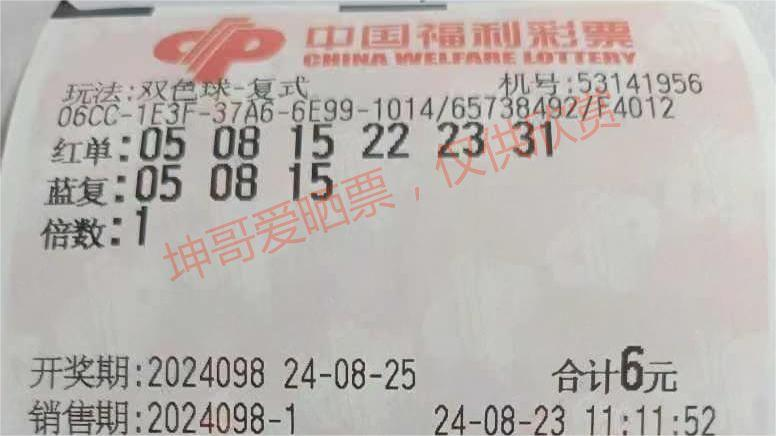 中国福利彩票
CHINA WELFARE LOTTERY
玩法:双色球-复式 机号:53141956
06CC-1E3F-37A6-6E99-1014/65738492/E4012
红单:05 08 15 22 23 31
蓝复:05 08 15
倍数:1
坤哥爱晒票，仅供欣赏
开奖期:2024098 24-08-25 合计6元
销售期:2024098-1 24-08-23 11:11:52